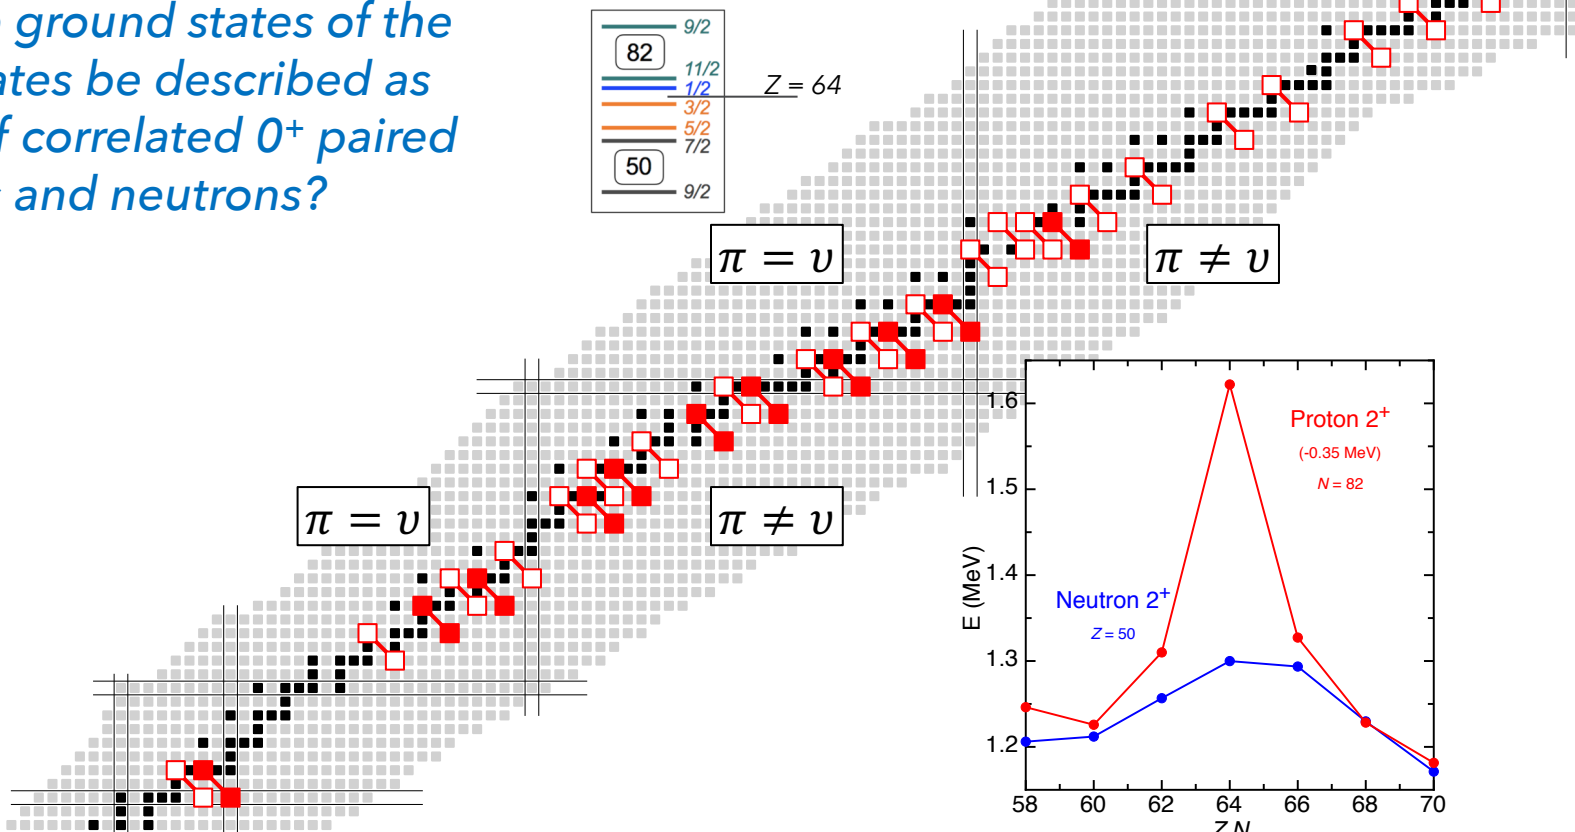 ground states of the
ates be described as
f correlated 0⁺ paired
and neutrons?
9/2
82
11/2
1/2
Z = 64
3/2
5/2
7/2
50
9/2
π = υ
π ≠ υ
π = υ
π ≠ υ
1.6
1.5
1.4
1.3
1.2
E (MeV)
Proton 2⁺
(-0.35 MeV)
N = 82
Neutron 2⁺
Z = 50
58 60 62 64 66 68 70
Z,N